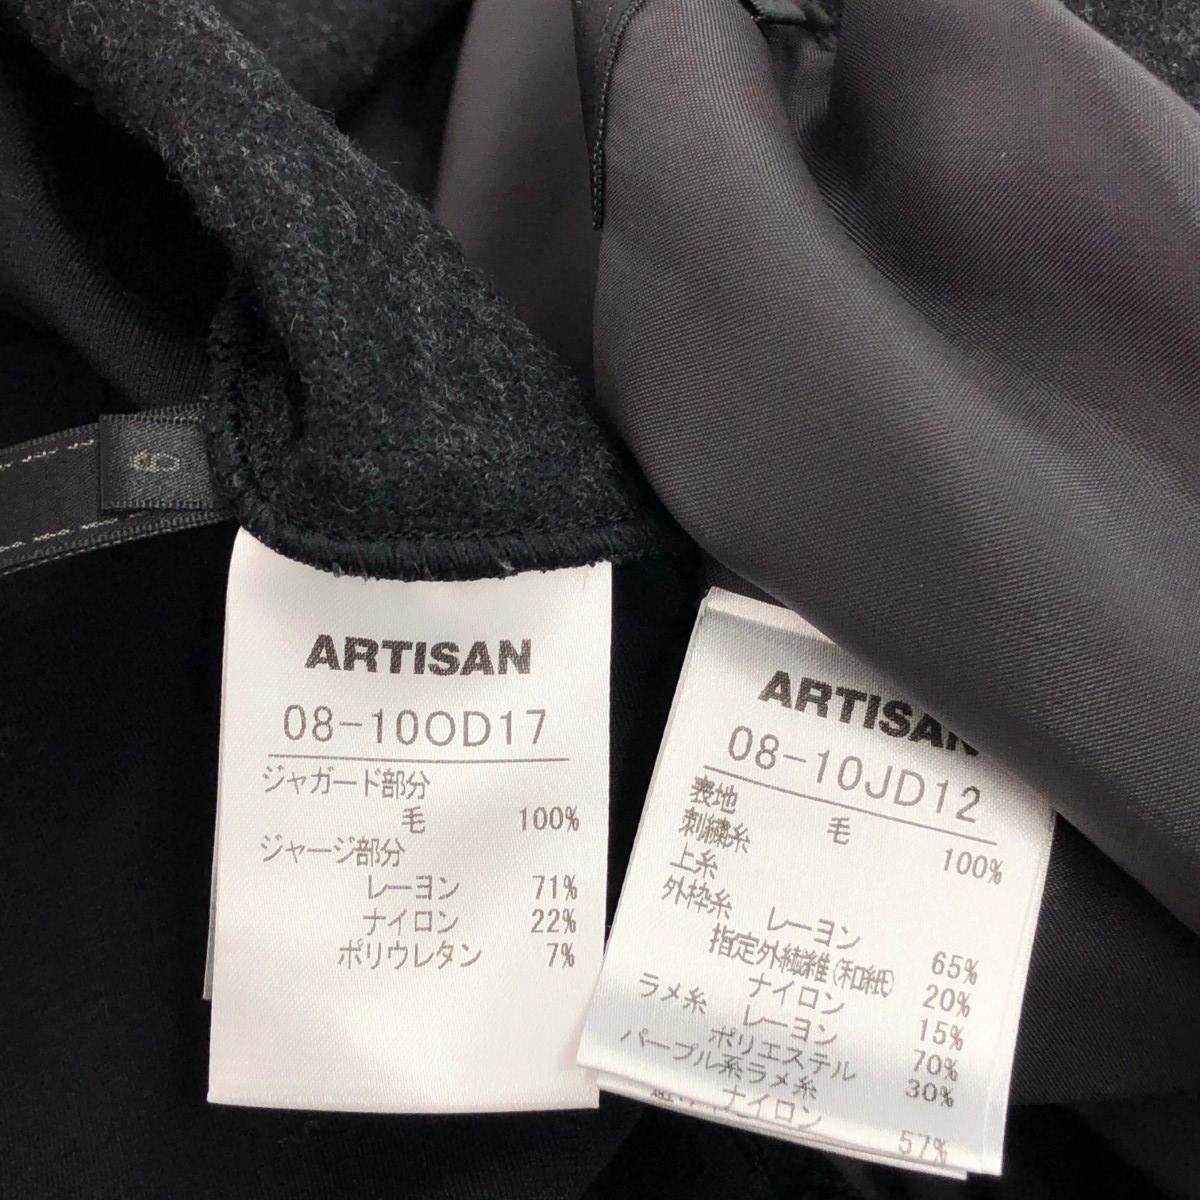 9
ARTISAN
08-10OD17
ジャガード部分
毛 100%
ジャージ部分
レーヨン 71%
ナイロン 22%
ポリウレタン 7%
ARTISAN
08-10JD12
表地 毛 100%
刺繍糸
上糸
外枠糸 レーヨン 65%
指定外繊維(和紙) 20%
ナイロン 15%
ラメ糸 レーヨン 70%
ポリエステル 30%
パープル系ラメ糸
ナイロン 57%